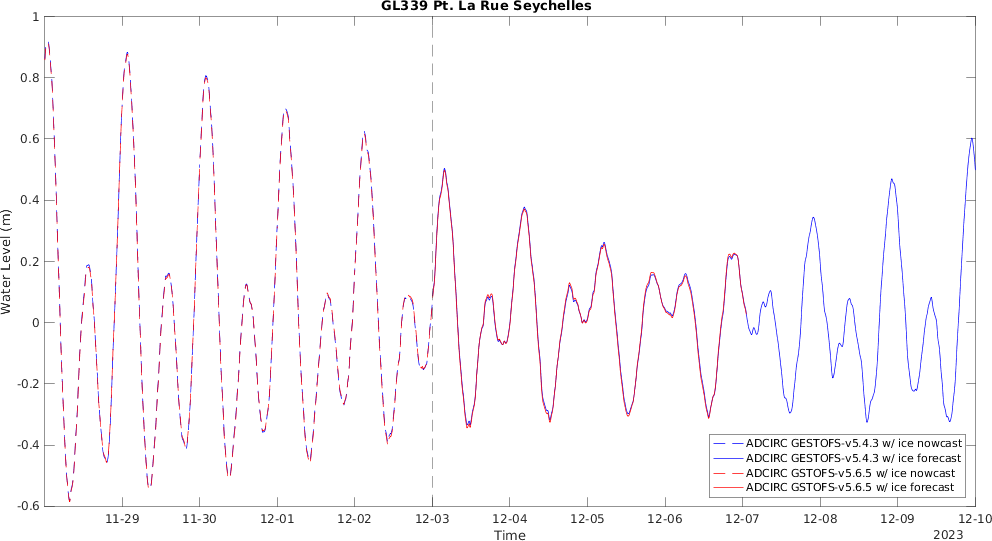 GL339 Pt. La Rue Seychelles
1
0.8
0.6
0.4
0.2
0
-0.2
-0.4
-0.6
Water Level (m)
11-29 11-30 12-01 12-02 12-03 12-04 12-05 12-06 12-07 12-08 12-09 12-10
Time
2023
ADCIRC GESTOFS-v5.4.3 w/ ice nowcast
ADCIRC GESTOFS-v5.4.3 w/ ice forecast
ADCIRC GSTOFS-v5.6.5 w/ ice nowcast
ADCIRC GSTOFS-v5.6.5 w/ ice forecast